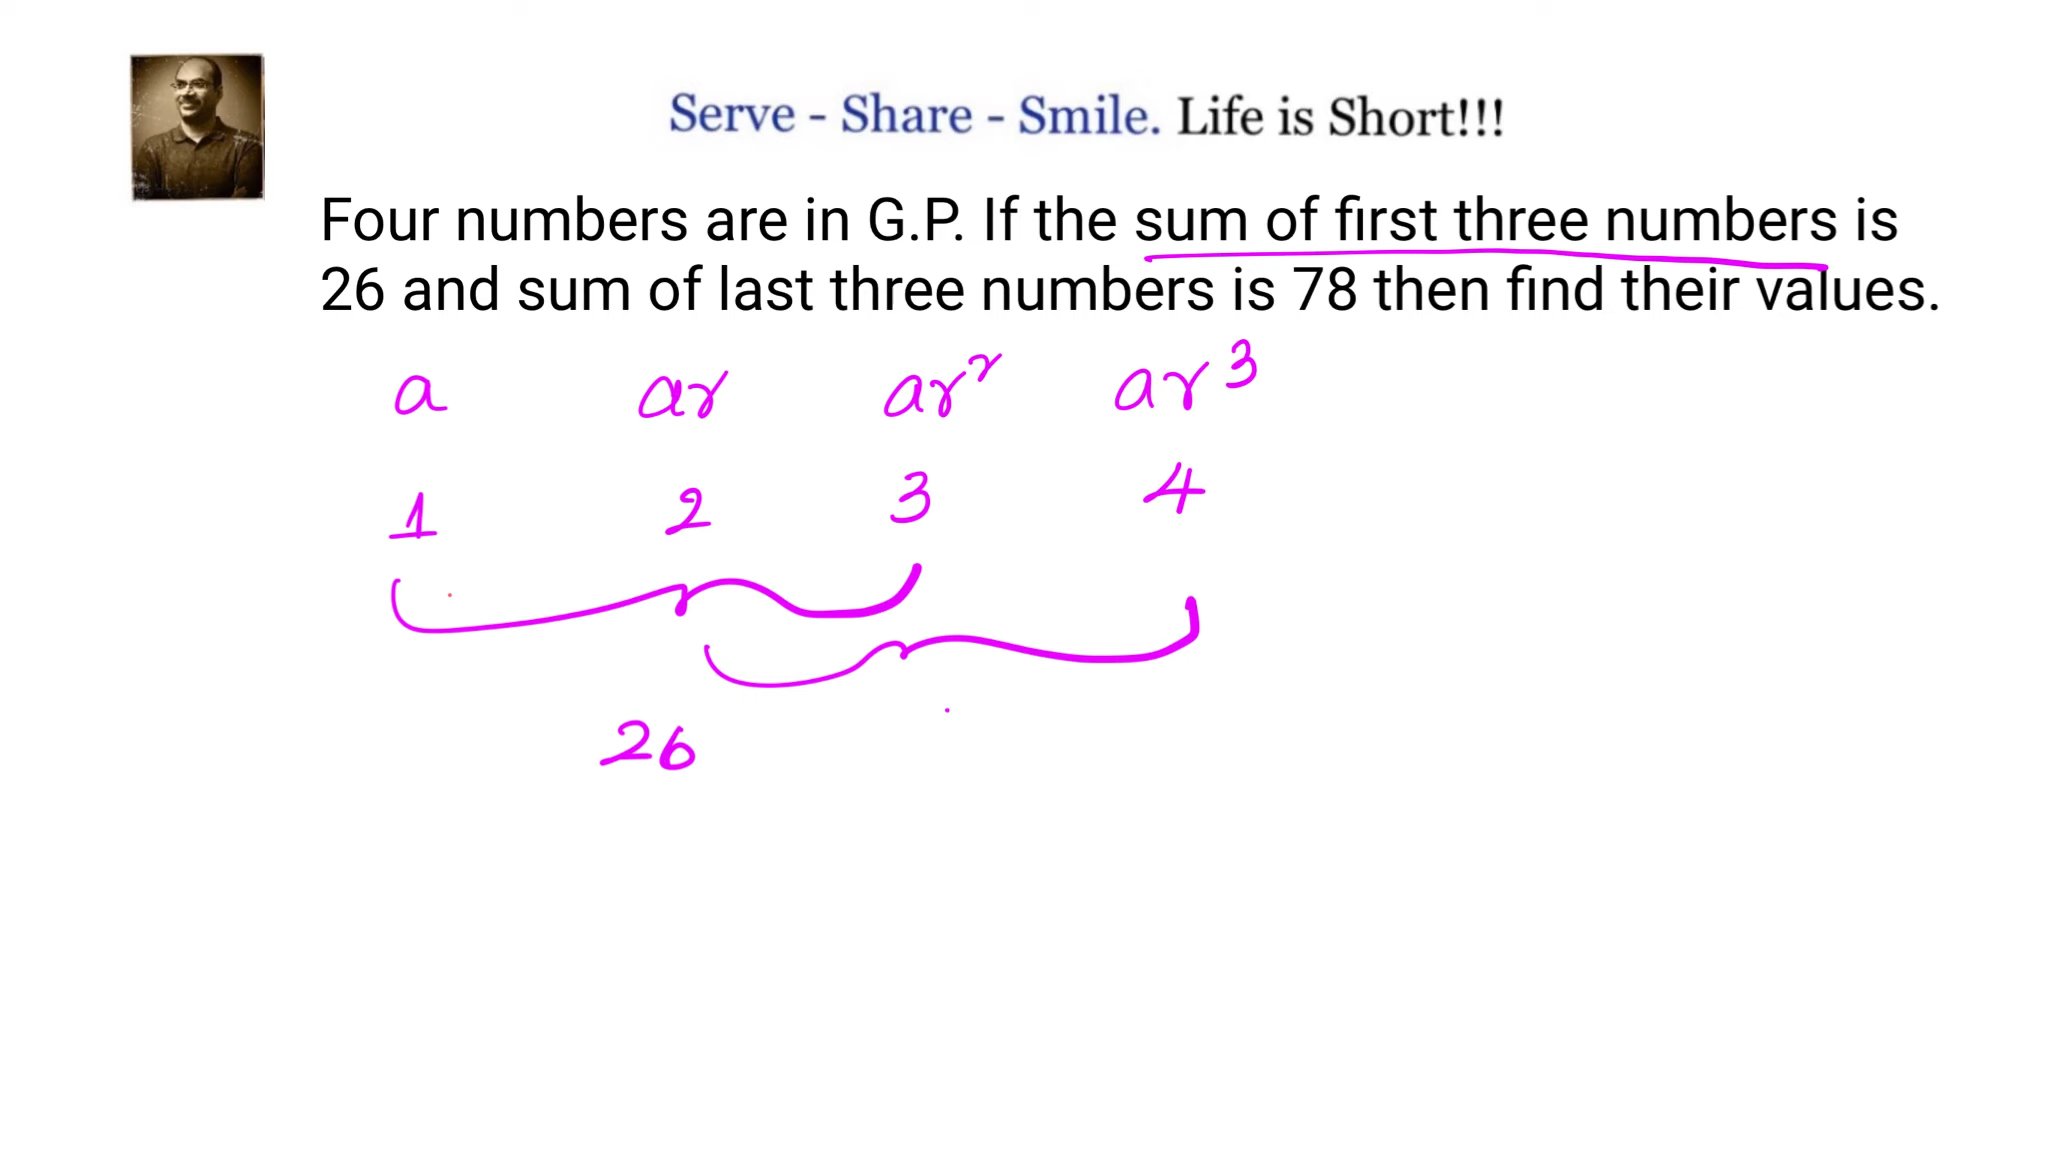 Serve - Share - Smile. Life is Short!!!
Four numbers are in G.P. If the sum of first three numbers is
26 and sum of last three numbers is 78 then find their values.
a ar ar² ar³
1 2 3 4
26